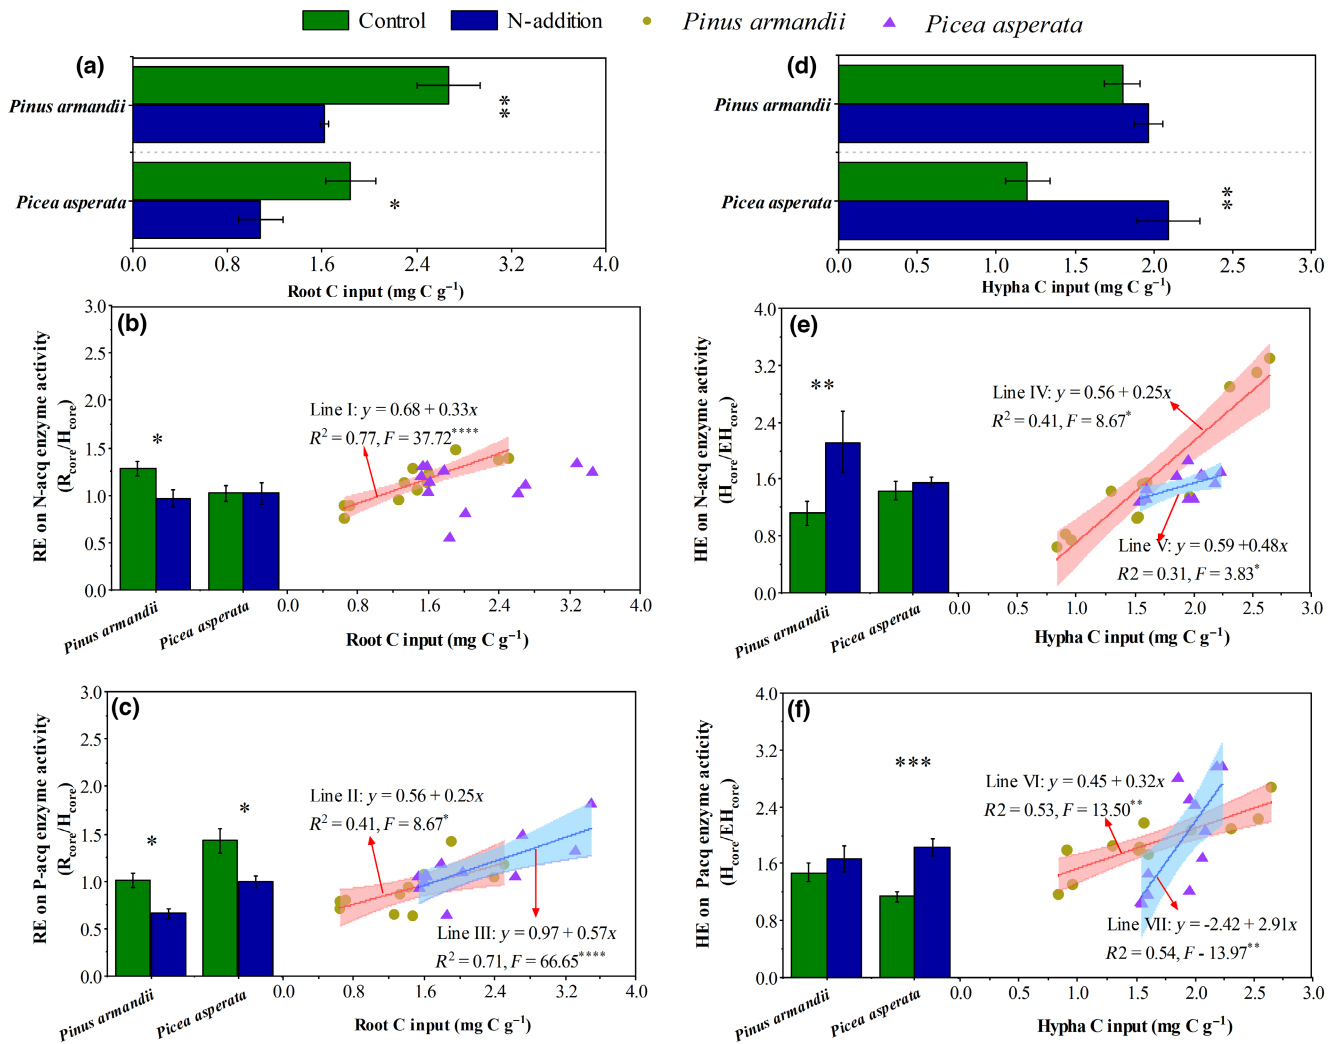 Control N-addition Pinus armandii Picea asperata
(a)
Pinus armandii
**
Picea asperata
*
0.0 0.8 1.6 2.4 3.2 4.0
Root C input (mg C g⁻¹)
(d)
Pinus armandii
Picea asperata
**
0.0 0.5 1.0 1.5 2.0 2.5 3.0
Hypha C input (mg C g⁻¹)
(b)
RE on N-acq enzyme activity
(Rcore/Hcore)
3.0
2.5
2.0
1.5
1.0
0.5
0.0
*
Line I: y = 0.68 + 0.33x
R² = 0.77, F = 37.72****
Pinus armandii Picea asperata
0.0 0.8 1.6 2.4 3.2 4.0
Root C input (mg C g⁻¹)
(e)
HE on N-acq enzyme activity
(Hcore/EHcore)
4.0
3.2
2.4
1.6
0.8
0.0
**
Line IV: y = 0.56 + 0.25x
R² = 0.41, F = 8.67*
Line V: y = 0.59 +0.48x
R2 = 0.31, F = 3.83*
Pinus armandii Picea asperata
0.0 0.5 1.0 1.5 2.0 2.5 3.0
Hypha C input (mg C g⁻¹)
(c)
RE on P-acq enzyme activity
(Rcore/Hcore)
3.0
2.5
2.0
1.5
1.0
0.5
0.0
*
*
Line II: y = 0.56 + 0.25x
R² = 0.41, F = 8.67*
Line III: y = 0.97 + 0.57x
R² = 0.71, F = 66.65****
Pinus armandii Picea asperata
0.0 0.8 1.6 2.4 3.2 4.0
Root C input (mg C g⁻¹)
(f)
HE on Pacq enzyme acticity
(Hcore/EHcore)
4.0
3.2
2.4
1.6
0.8
0.0
***
Line VI: y = 0.45 + 0.32x
R2 = 0.53, F = 13.50**
Line VII: y = -2.42 + 2.91x
R2 = 0.54, F - 13.97**
Pinus armandii Picea asperata
0.0 0.5 1.0 1.5 2.0 2.5 3.0
Hypha C input (mg C g⁻¹)